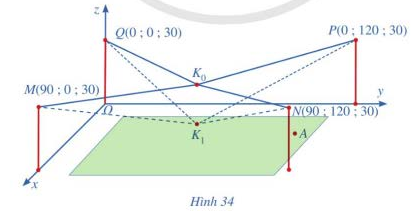 z
Q(0 ; 0 ; 30)
P(0 ; 120 ; 30)
K₀
M(90 ; 0 ; 30)
y
O
N(90 ; 120 ; 30)
K₁
A
x
Hình 34